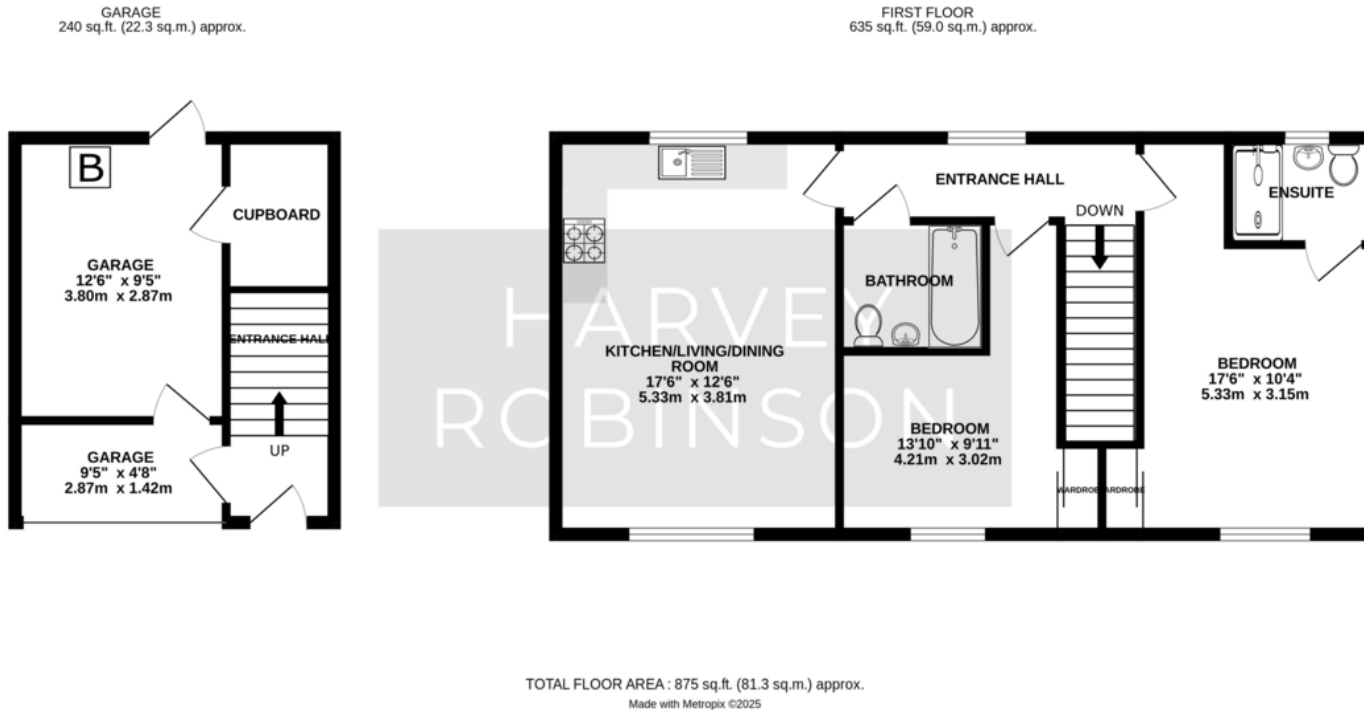 GARAGE
240 sq.ft. (22.3 sq.m.) approx.
FIRST FLOOR
635 sq.ft. (59.0 sq.m.) approx.
B
CUPBOARD
GARAGE
12'6" x 9'5"
3.80m x 2.87m
ENTRANCE HALL
UP
GARAGE
9'5" x 4'8"
2.87m x 1.42m
ENTRANCE HALL
DOWN
ENSUITE
BATHROOM
HARVEY
ROBINSON
KITCHEN/LIVING/DINING
ROOM
17'6" x 12'6"
5.33m x 3.81m
BEDROOM
17'6" x 10'4"
5.33m x 3.15m
BEDROOM
13'10" x 9'11"
4.21m x 3.02m
WARDROBE
WARDROBE
TOTAL FLOOR AREA : 875 sq.ft. (81.3 sq.m.) approx.
Made with Metropix ©2025